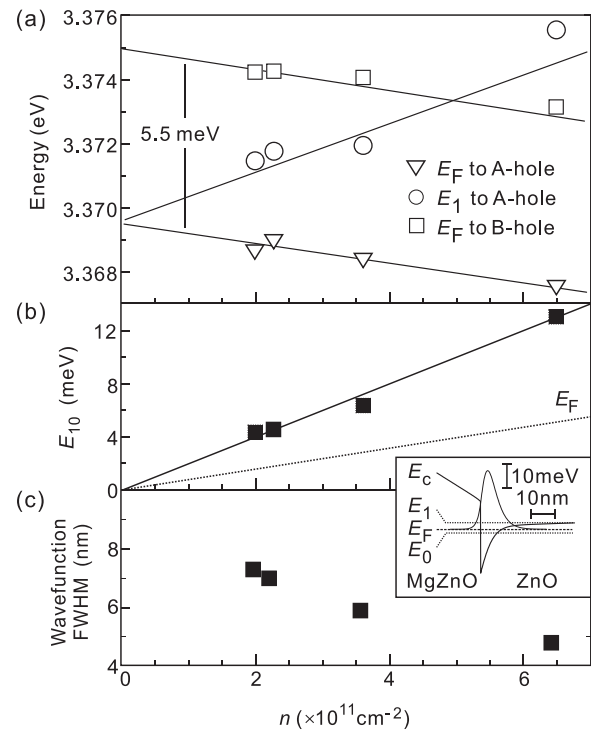 (a)
3.376
3.374
3.372
3.370
3.368
Energy (eV)
5.5 meV
E_F to A-hole
E_1 to A-hole
E_F to B-hole
(b)
12
8
4
0
E_10 (meV)
E_F
(c)
8
6
4
Wavefunction
FWHM (nm)
E_c
E_1
E_F
E_0
10meV
10nm
MgZnO ZnO
0 2 4 6
n (×10^11cm^-2)